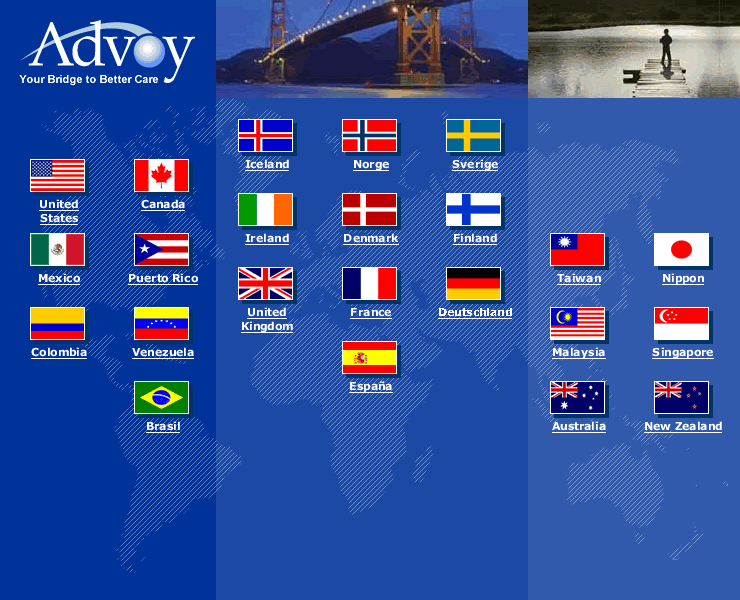 Advoy
Your Bridge to Better Care
United
States
Canada
Mexico
Puerto Rico
Colombia
Venezuela
Brasil
Iceland
Norge
Sverige
Ireland
Denmark
Finland
United
Kingdom
France
Deutschland
España
Taiwan
Nippon
Malaysia
Singapore
Australia
New Zealand